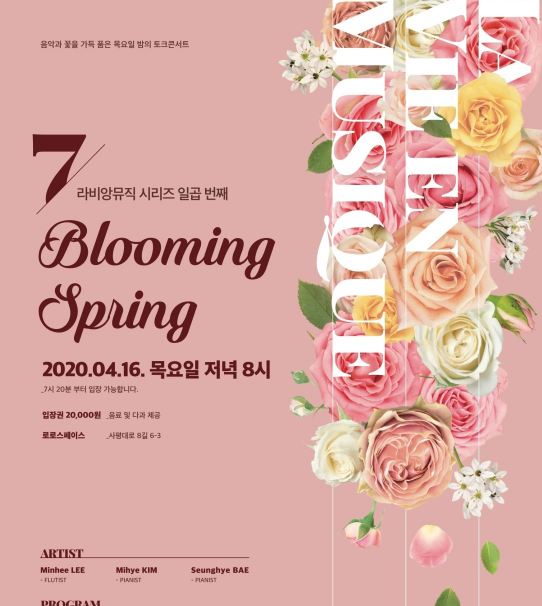 음악과 꽃을 가득 품은 목요일 밤의 토크콘서트
LA
VIE EN
MUSIQUE
7
라비앙뮤직 시리즈 일곱 번째
Blooming
Spring
2020.04.16. 목요일 저녁 8시
_7시 20분 부터 입장 가능합니다.
입장권 20,000원 _음료 및 다과 제공
로로스페이스 _사평대로 8길 6-3
ARTIST
Minhee LEE Mihye KIM Seunghye BAE
- FLUTIST - PIANIST - PIANIST
PROGRAM